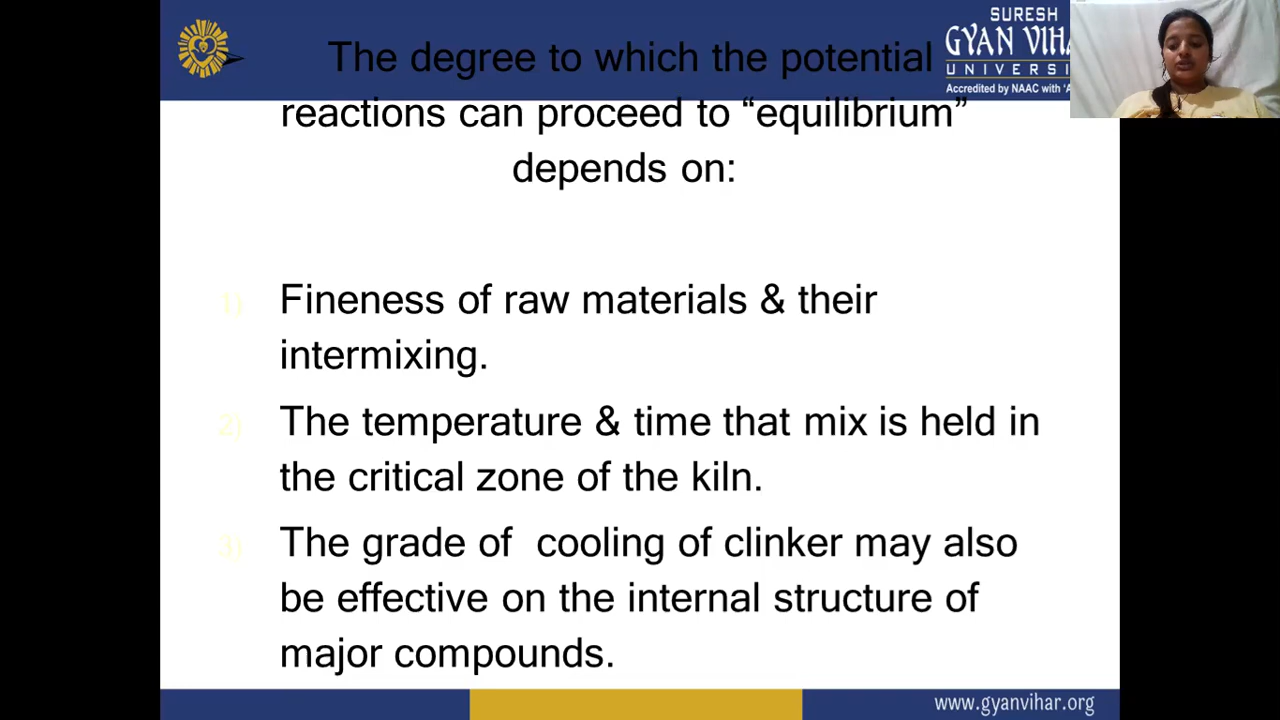 SURESH
GYAN VIHA
UNIVERSI
Accredited by NAAC with 'A
The degree to which the potential
reactions can proceed to “equilibrium”
depends on:
1) Fineness of raw materials & their
intermixing.
2) The temperature & time that mix is held in
the critical zone of the kiln.
3) The grade of  cooling of clinker may also
be effective on the internal structure of
major compounds.
www.gyanvihar.org